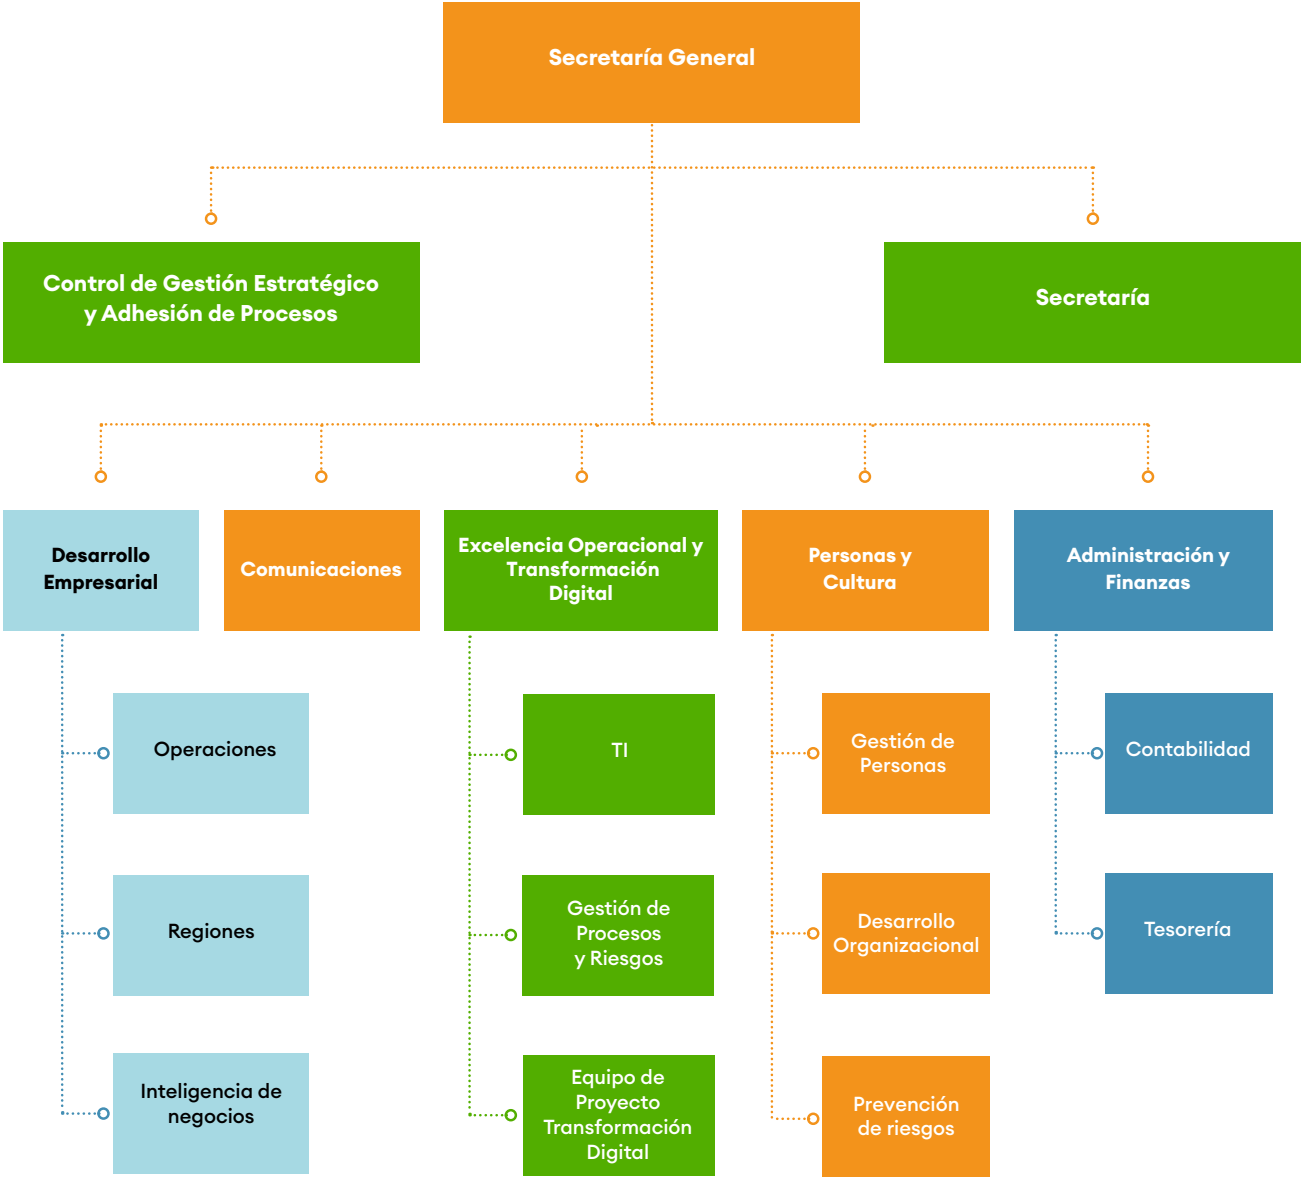 Secretaría General
Control de Gestión Estratégico
y Adhesión de Procesos
Secretaría
Desarrollo
Empresarial
Comunicaciones
Excelencia Operacional y
Transformación
Digital
Personas y
Cultura
Administración y
Finanzas
Operaciones
TI
Gestión de
Personas
Contabilidad
Regiones
Gestión de
Procesos
y Riesgos
Desarrollo
Organizacional
Tesorería
Inteligencia de
negocios
Equipo de
Proyecto
Transformación
Digital
Prevención
de riesgos